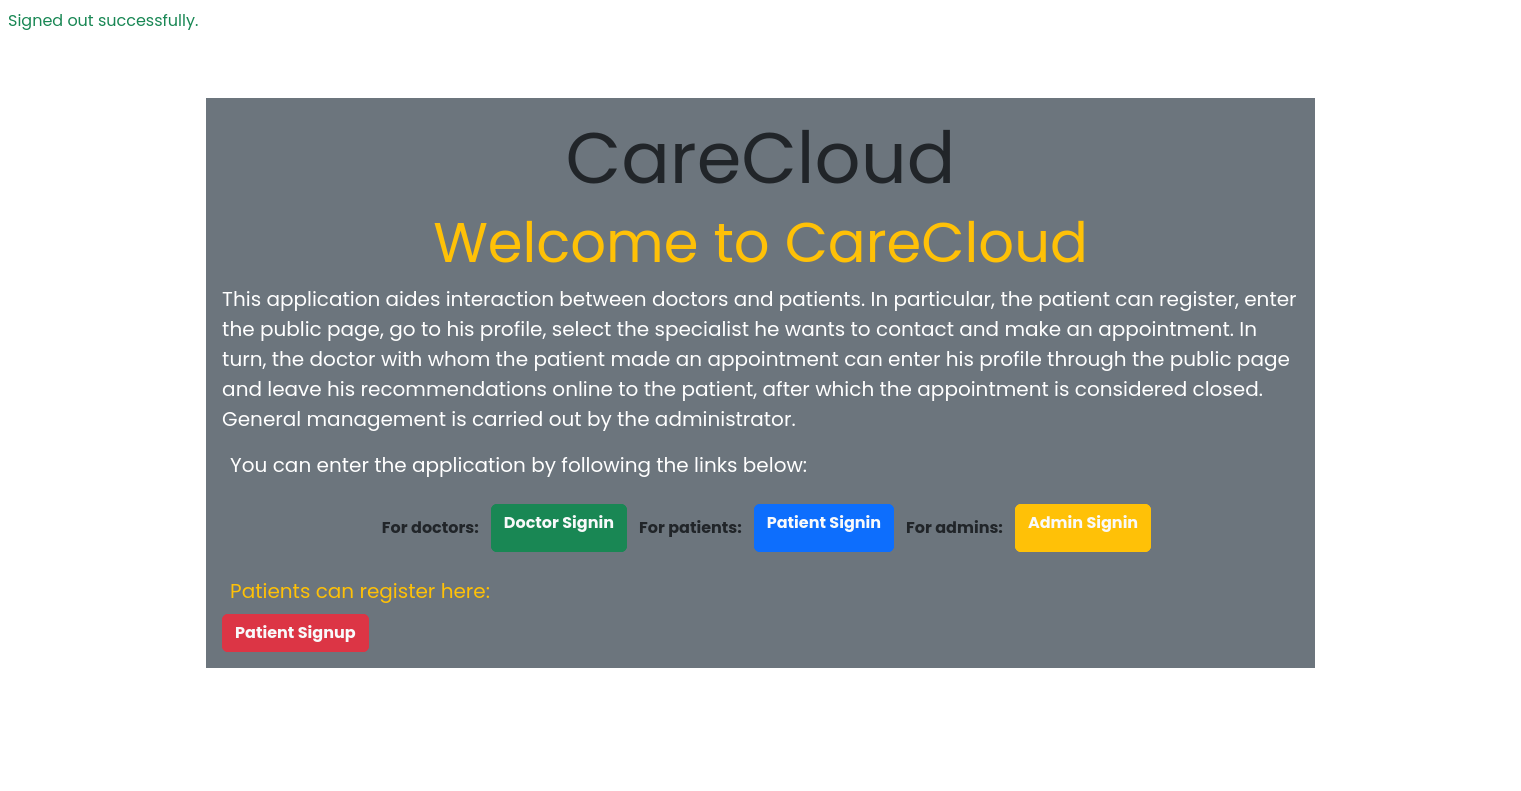 Signed out successfully.
CareCloud
Welcome to CareCloud
This application aides interaction between doctors and patients. In particular, the patient can register, enter
the public page, go to his profile, select the specialist he wants to contact and make an appointment. In
turn, the doctor with whom the patient made an appointment can enter his profile through the public page
and leave his recommendations online to the patient, after which the appointment is considered closed.
General management is carried out by the administrator.
You can enter the application by following the links below:
For doctors: Doctor Signin For patients: Patient Signin For admins: Admin Signin
Patients can register here:
Patient Signup